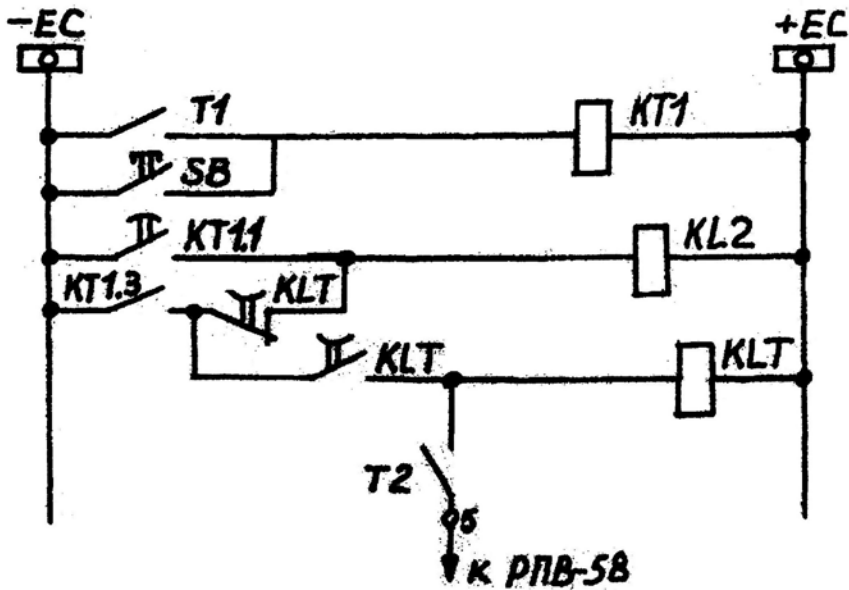 -EC
+EC
T1
KT1
SB
KT1.1
KL2
KT1.3
KLT
KLT
KLT
T2
5
К РПВ-58